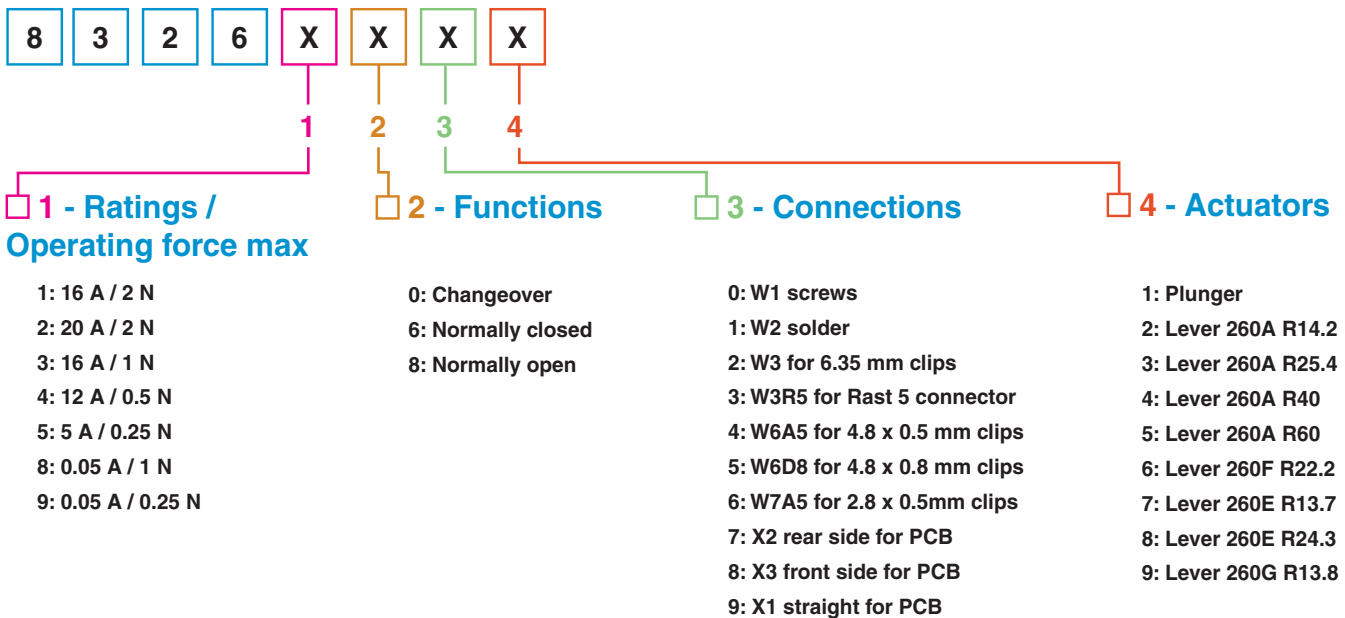 8 3 2 6 X X X X
1 2 3 4
1 - Ratings /
Operating force max
1: 16 A / 2 N
2: 20 A / 2 N
3: 16 A / 1 N
4: 12 A / 0.5 N
5: 5 A / 0.25 N
8: 0.05 A / 1 N
9: 0.05 A / 0.25 N
2 - Functions
0: Changeover
6: Normally closed
8: Normally open
3 - Connections
0: W1 screws
1: W2 solder
2: W3 for 6.35 mm clips
3: W3R5 for Rast 5 connector
4: W6A5 for 4.8 x 0.5 mm clips
5: W6D8 for 4.8 x 0.8 mm clips
6: W7A5 for 2.8 x 0.5mm clips
7: X2 rear side for PCB
8: X3 front side for PCB
9: X1 straight for PCB
4 - Actuators
1: Plunger
2: Lever 260A R14.2
3: Lever 260A R25.4
4: Lever 260A R40
5: Lever 260A R60
6: Lever 260F R22.2
7: Lever 260E R13.7
8: Lever 260E R24.3
9: Lever 260G R13.8